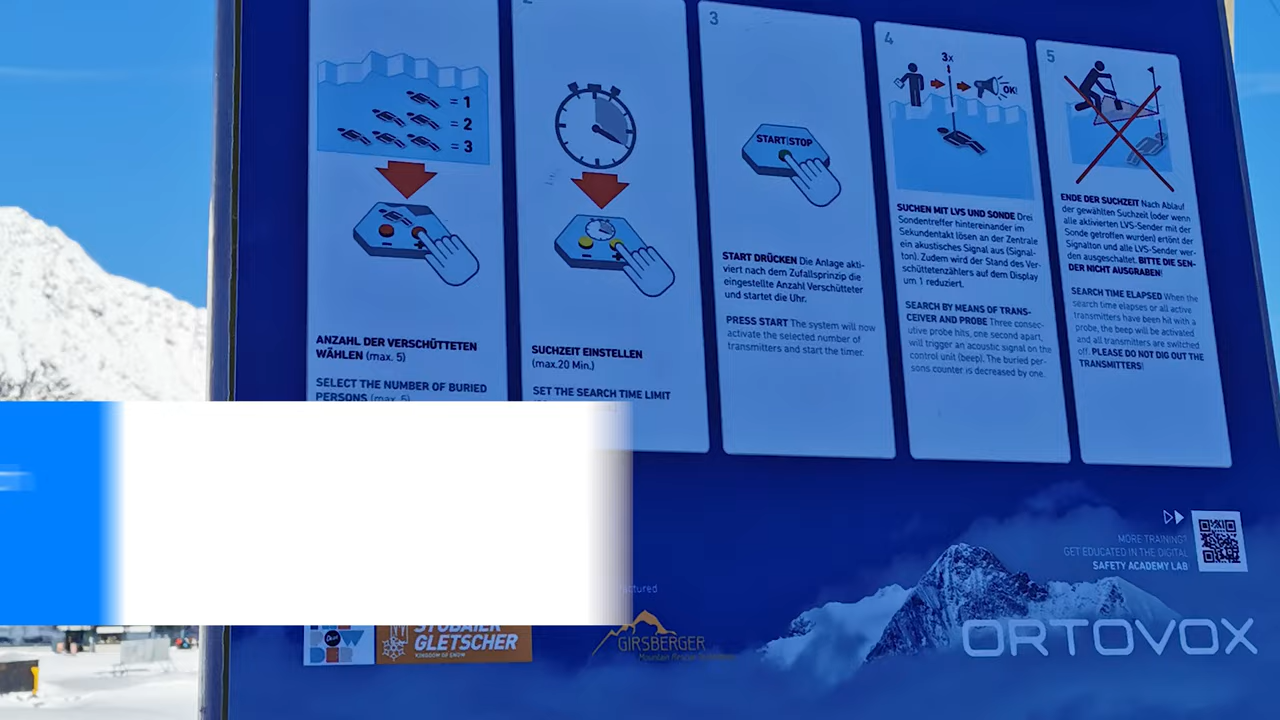 = 1
= 2
= 3
ANZAHL DER VERSCHÜTTETEN
WÄHLEN (max. 5)
SELECT THE NUMBER OF BURIED
PERSONS (max. 5)
SUCHZEIT EINSTELLEN
(max.20 Min.)
SET THE SEARCH TIME LIMIT
3
START STOP
START DRÜCKEN Die Anlage akti-
viert nach dem Zufallsprinzip die
eingestellte Anzahl Verschütteter
und startet die Uhr.
PRESS START The system will now
activate the selected number of
transmitters and start the timer.
4
3x
OK!
SUCHEN MIT LVS UND SONDE Drei
Sondentreffer hintereinander im
Sekundentakt lösen an der Zentrale
ein akustisches Signal aus (Signal-
ton). Zudem wird der Stand des Ver-
schüttetenzählers auf dem Display
um 1 reduziert.
SEARCH BY MEANS OF TRANS-
CEIVER AND PROBE Three consec-
utive probe hits, one second apart,
will trigger an acoustic signal on the
control unit (beep). The buried per-
sons counter is decreased by one.
5
ENDE DER SUCHZEIT Nach Ablauf
der gewählten Suchzeit (oder wenn
alle aktivierten LVS-Sender mit der
Sonde getroffen wurden) ertönt der
Signalton und alle LVS-Sender wer-
den ausgeschaltet. BITTE DIE SEN-
DER NICHT AUSGRABEN!
SEARCH TIME ELAPSED When the
search time elapses or all active
transmitters have been hit with a
probe, the beep will be activated
and all transmitters are switched
off. PLEASE DO NOT DIG OUT THE
TRANSMITTERS!
MORE TRAINING?
GET EDUCATED IN THE DIGITAL
SAFETY ACADEMY LAB
STUBAIER
GLETSCHER
KINGDOM OF SNOW
GIRSBERGER
ORTOVOX